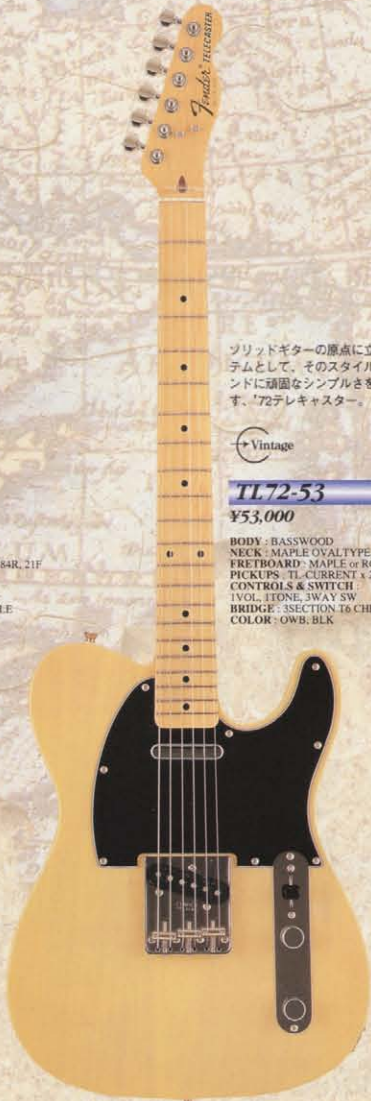 Fender® TELECASTER
ソリッドギターの原点に立
テムとして、そのスタイル
ンドに頑固なシンプルさを
す、'72テレキャスター。
Vintage
TL72-53
¥53,000
BODY : BASSWOOD
NECK : MAPLE OVALTYPE
FRETBOARD : MAPLE or
PICKUPS : TL-CURRENT x
CONTROLS & SWITCH :
1VOL, 1TONE, 3WAY SW
BRIDGE : 3SECTION T6
COLOR : OWB, BLK
84R, 21F
LE